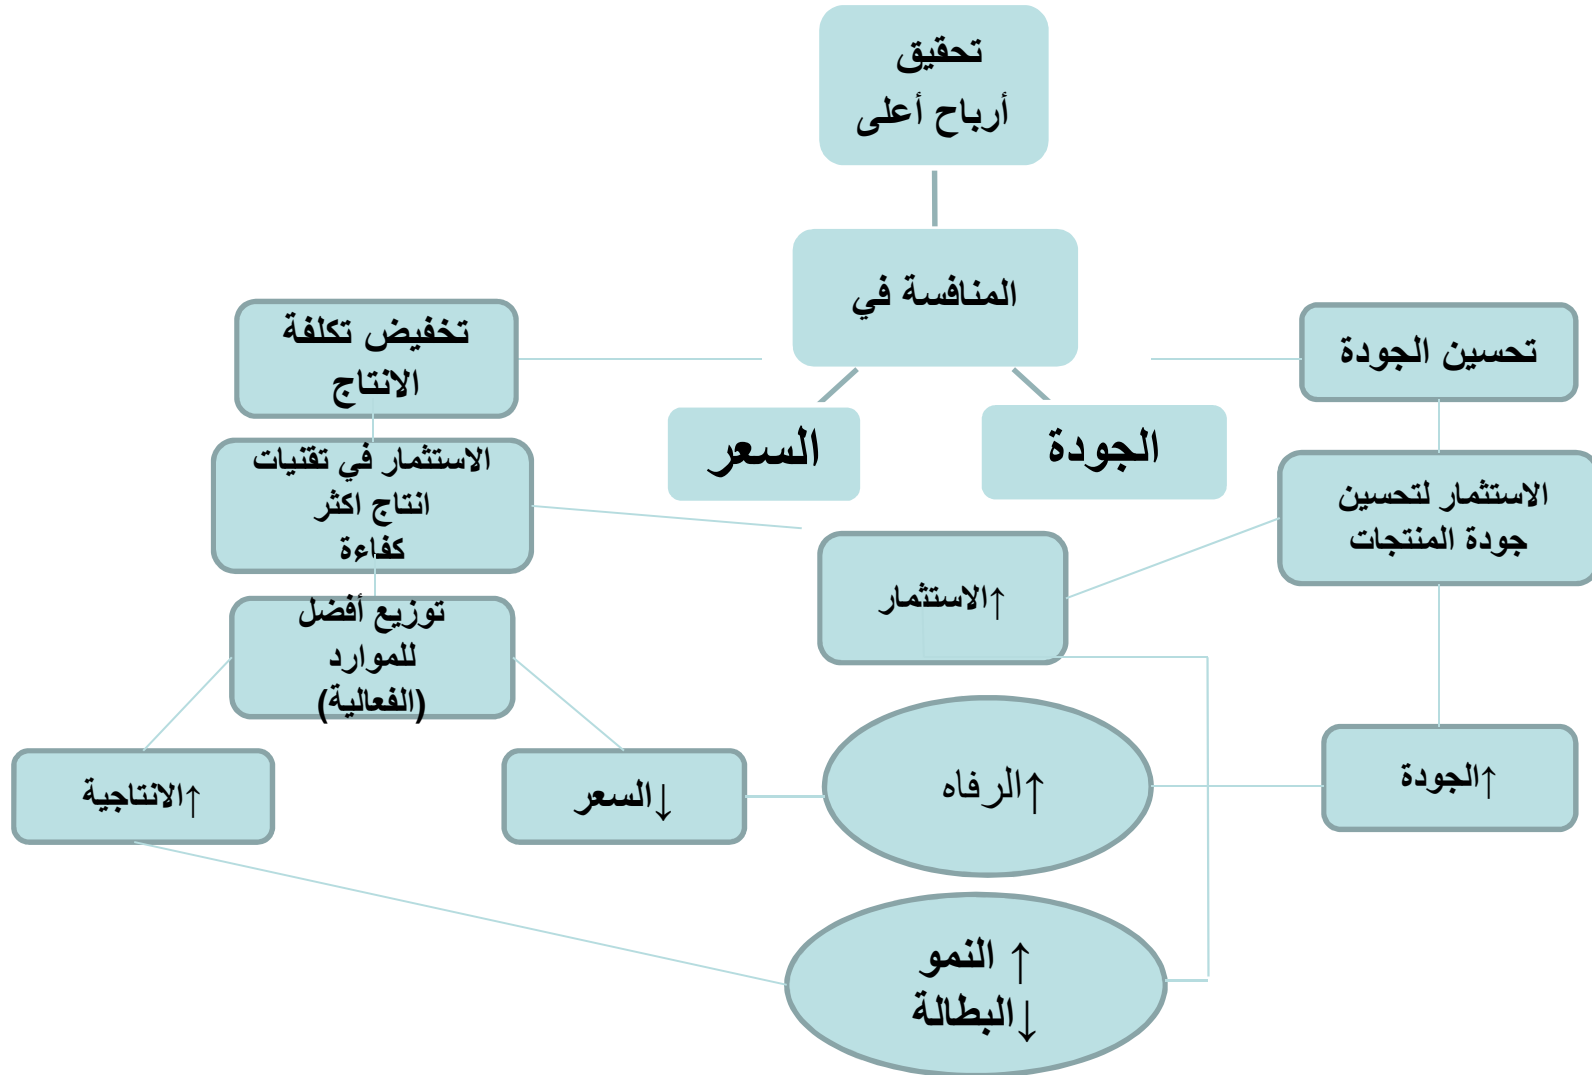 تحقيق
أرباح أعلى
المنافسة في
تحسين الجودة
تخفيض تكلفة
الانتاج
الجودة
السعر
الاستثمار لتحسين
جودة المنتجات
الاستثمار في تقنيات
انتاج اكثر
كفاءة
↑الاستثمار
توزيع أفضل
للموارد
(الفعالية)
↑الجودة
↑الرفاه
↓السعر
↑الانتاجية
↑ النمو
↓البطالة